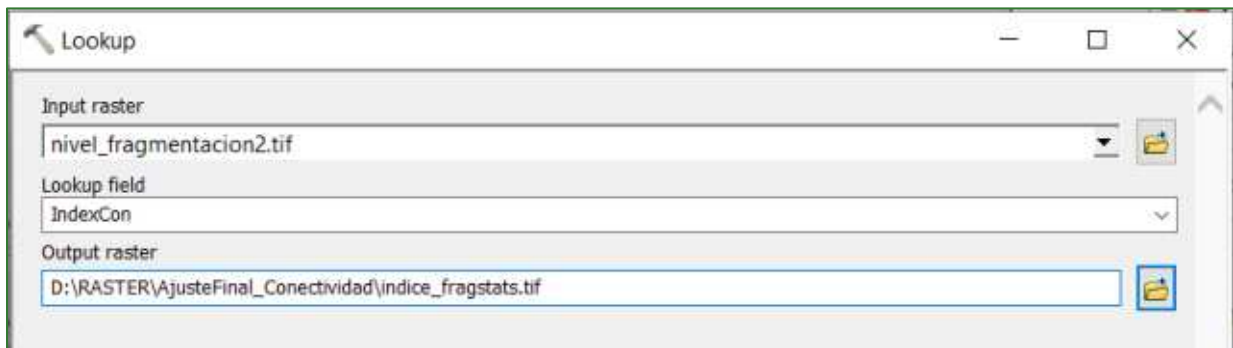 Lookup
Input raster
nivel_fragmentacion2.tif
Lookup field
IndexCon
Output raster
D:\RASTER\AjusteFinal_Conectividad\indice_fragstats.tif